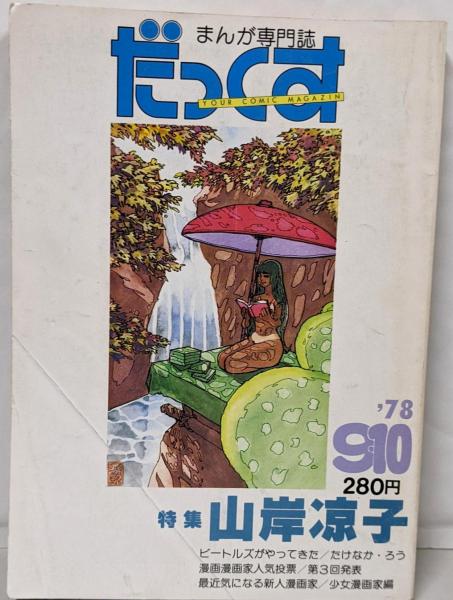 まんが専門誌
だっくす
YOUR COMIC MAGAZIN
'78
9・10
280円
特集 山岸凉子
ビートルズがやってきた/たけなか・ろう
漫画漫画家人気投票/第3回発表
最近気になる新人漫画家/少女漫画家編